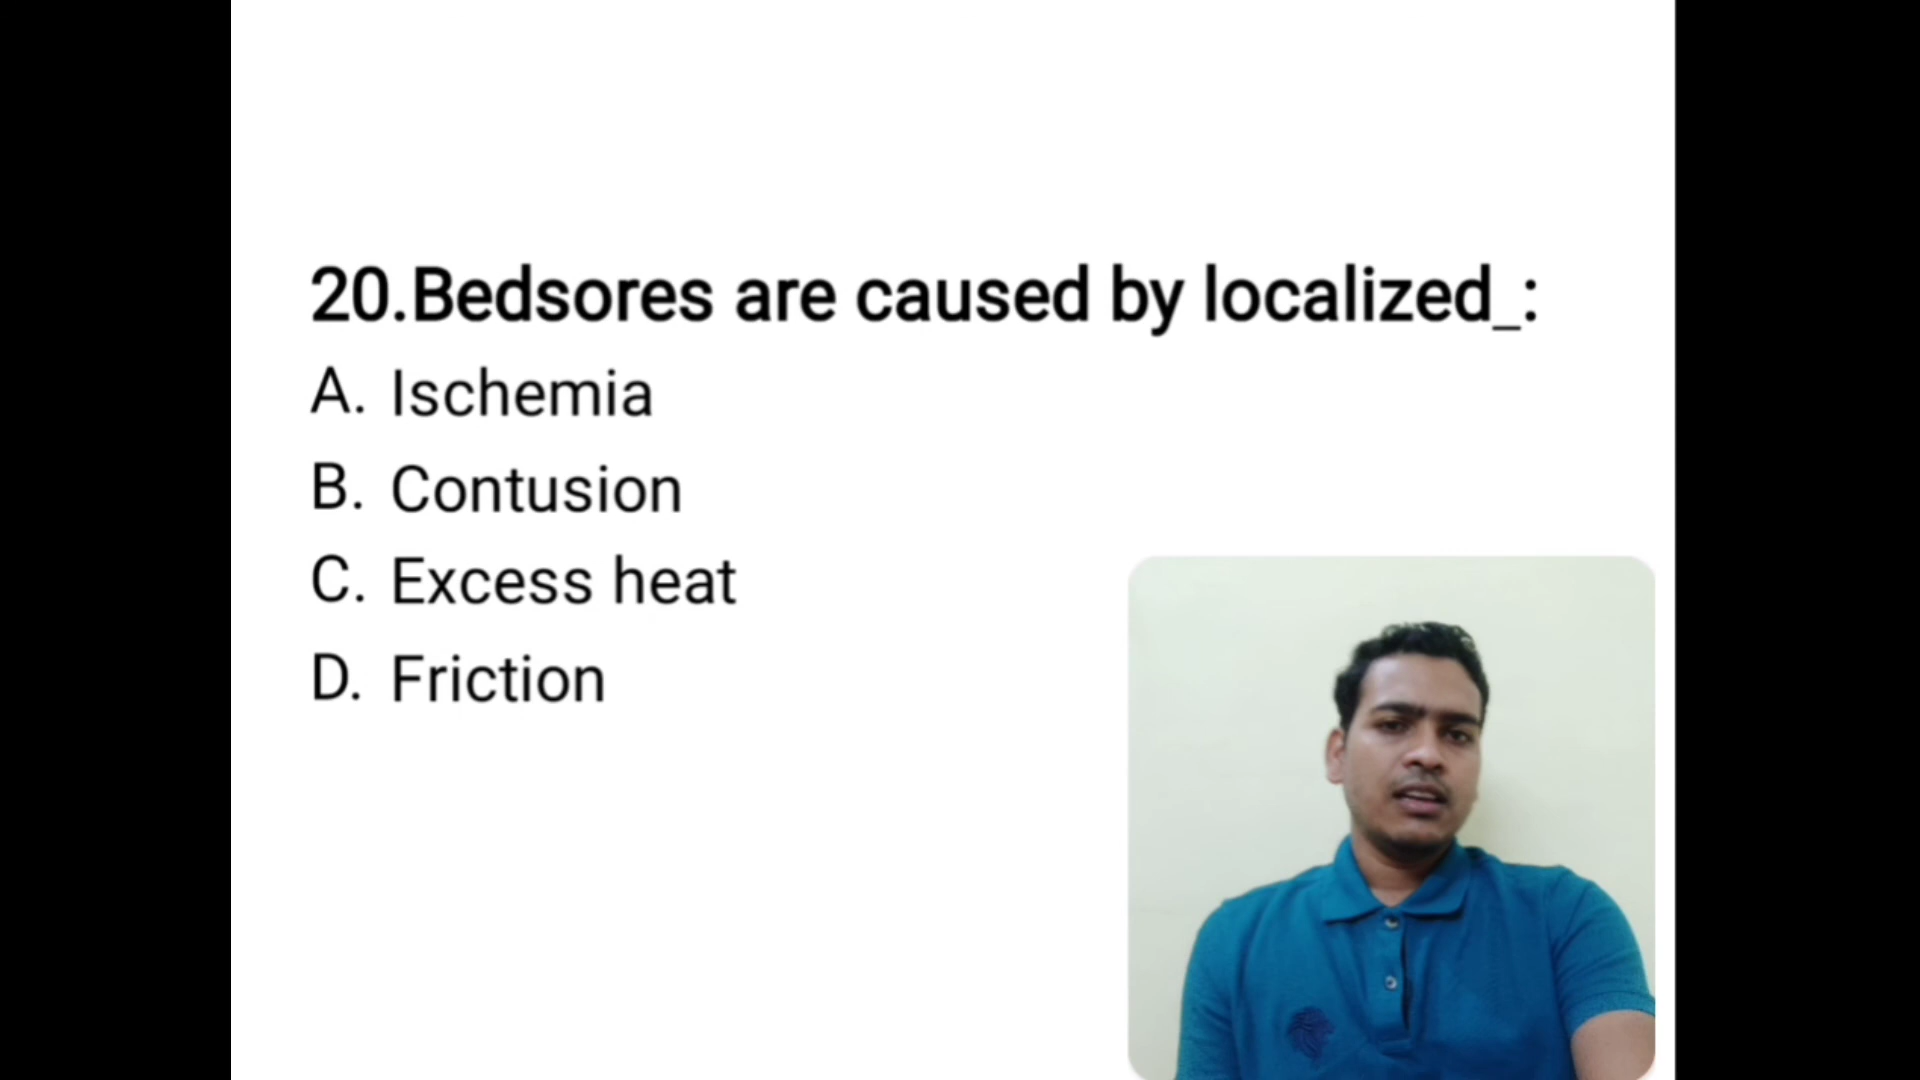 20.Bedsores are caused by localized_:
A. Ischemia
B. Contusion
C. Excess heat
D. Friction